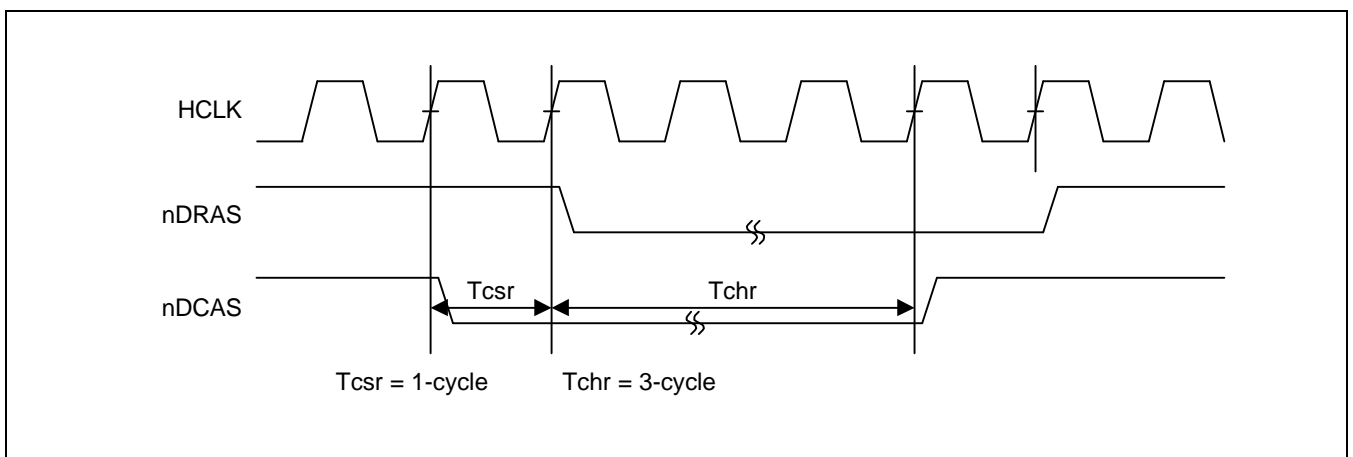 HCLK
nDRAS
nDCAS
Tcsr
Tchr
Tcsr = 1-cycle
Tchr = 3-cycle